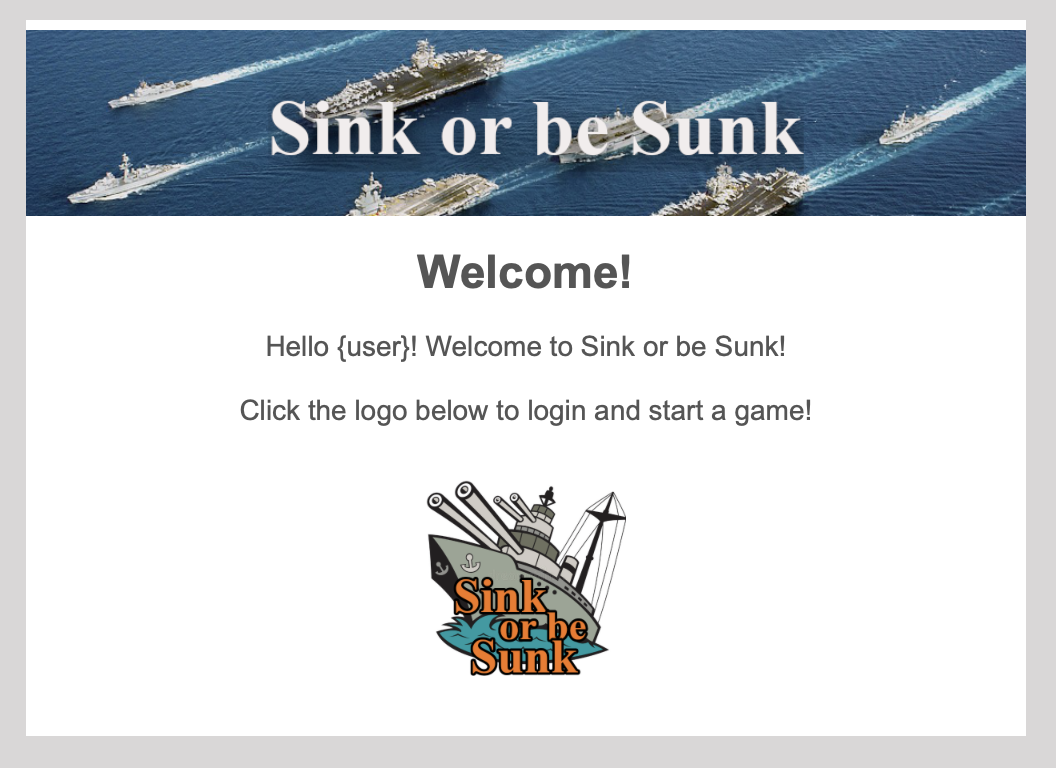 Sink or be Sunk
Welcome!
Hello {user}! Welcome to Sink or be Sunk!
Click the logo below to login and start a game!
Sink
or be
Sunk